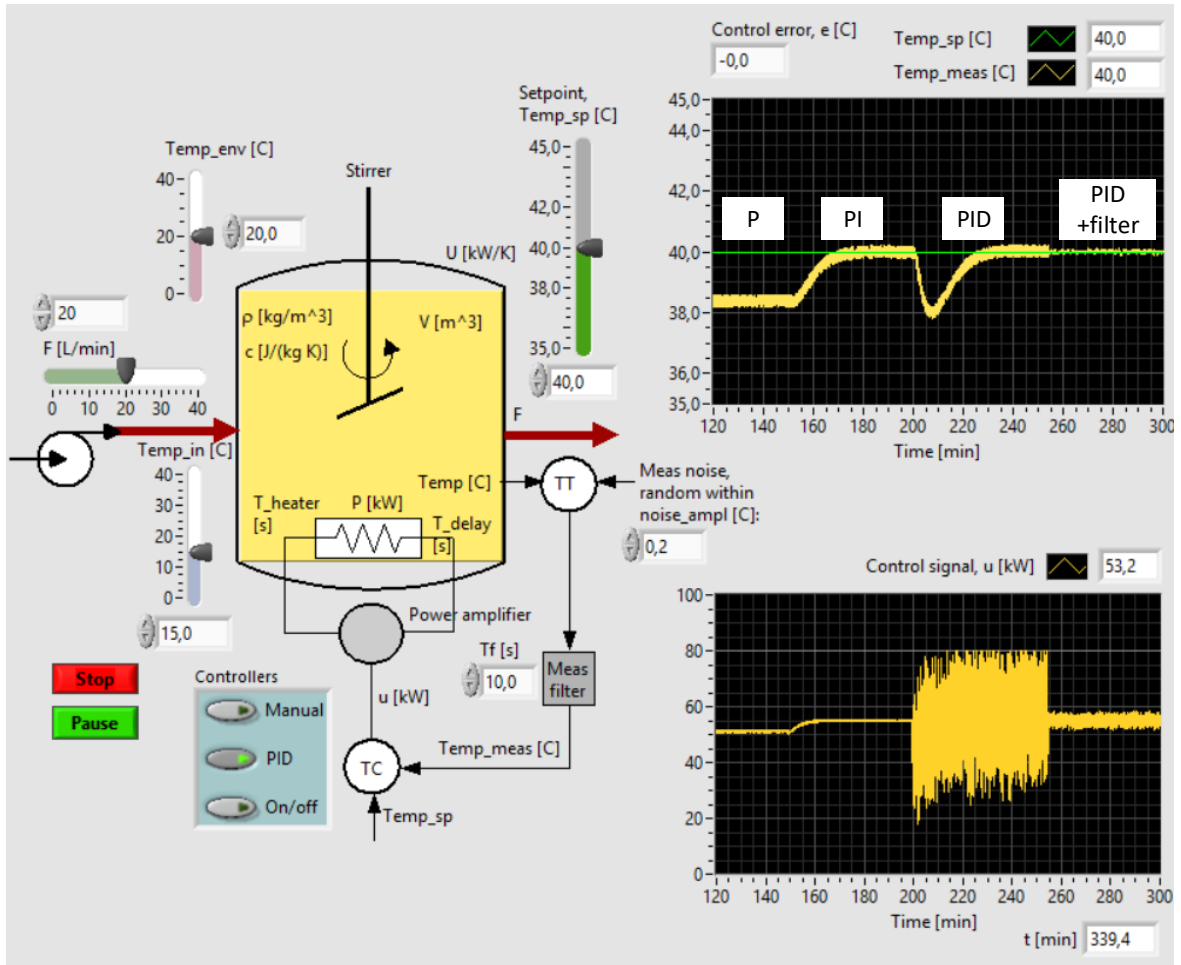 Control error, e [C]
-0,0
Temp_sp [C]
40,0
Temp_meas [C]
40,0
45,0
44,0
42,0
40,0
38,0
36,0
35,0
P
PI
PID
PID
+filter
120 140 160 180 200 220 240 260 280 300
Time [min]
Setpoint,
Temp_sp [C]
45,0
42,0
40,0
38,0
35,0
40,0
Temp_env [C]
40
20
0
20,0
Stirrer
U [kW/K]
ρ [kg/m^3]
V [m^3]
c [J/(kg K)]
20
F [L/min]
0 10 20 30 40
F
Temp_in [C]
40
30
20
10
0
15,0
Temp [C]
TT
Meas noise,
random within
noise_ampl [C]:
0,2
T_heater
[s]
P [kW]
T_delay
[s]
Power amplifier
Tf [s]
10,0
Meas
filter
u [kW]
Temp_meas [C]
TC
Temp_sp
Stop
Pause
Controllers
Manual
PID
On/off
Control signal, u [kW]
53,2
100
80
60
40
20
0
120 140 160 180 200 220 240 260 280 300
Time [min]
t [min]
339,4